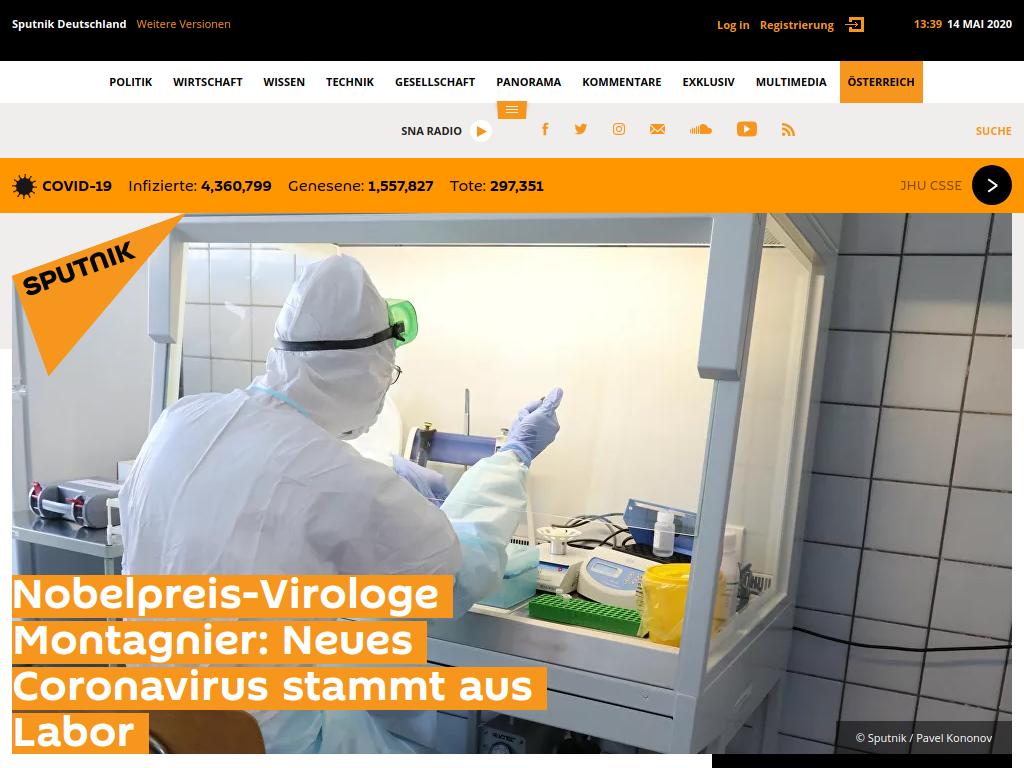 Sputnik Deutschland Weitere Versionen Log in Registrierung 13:39 14 MAI 2020
POLITIK WIRTSCHAFT WISSEN TECHNIK GESELLSCHAFT PANORAMA KOMMENTARE EXKLUSIV MULTIMEDIA ÖSTERREICH
SNA RADIO SUCHE
COVID-19 Infizierte: 4,360,799 Genesene: 1,557,827 Tote: 297,351 JHU CSSE
SPUTNIK
Nobelpreis-Virologe
Montagnier: Neues
Coronavirus stammt aus
Labor
© Sputnik / Pavel Kononov